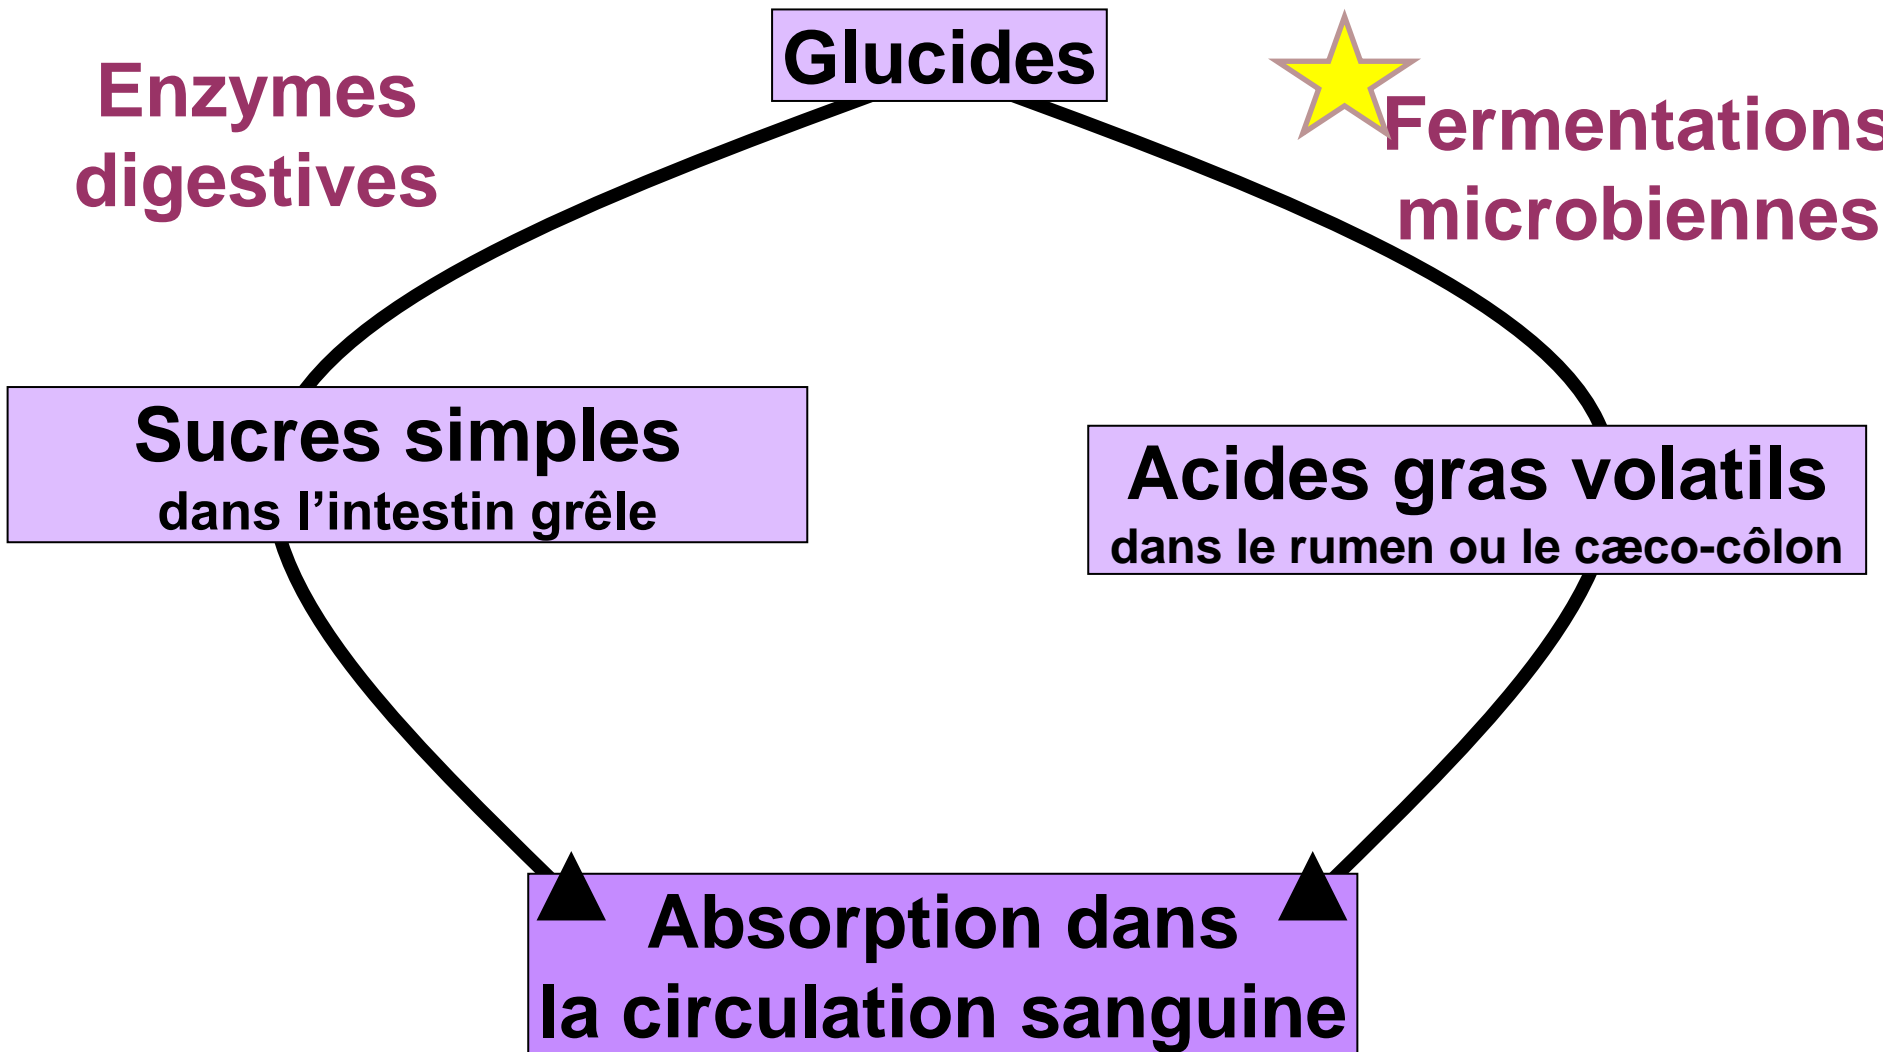 Glucides
Enzymes
digestives
Fermentations
microbiennes
Sucres simples
dans l’intestin grêle
Acides gras volatils
dans le rumen ou le cæco-côlon
Absorption dans
la circulation sanguine